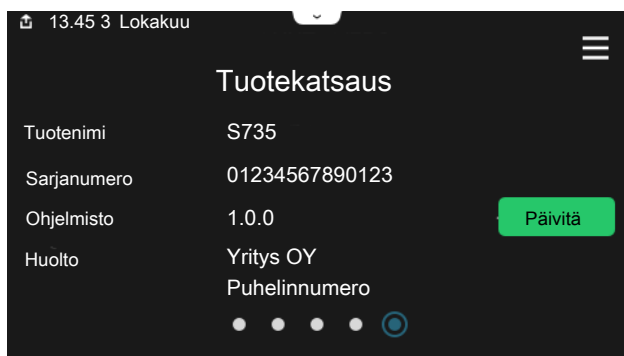 13.45 3 Lokakuu
Tuotekatsaus
Tuotenimi S735
Sarjanumero 01234567890123
Ohjelmisto 1.0.0 Päivitä
Huolto Yritys OY
Puhelinnumero